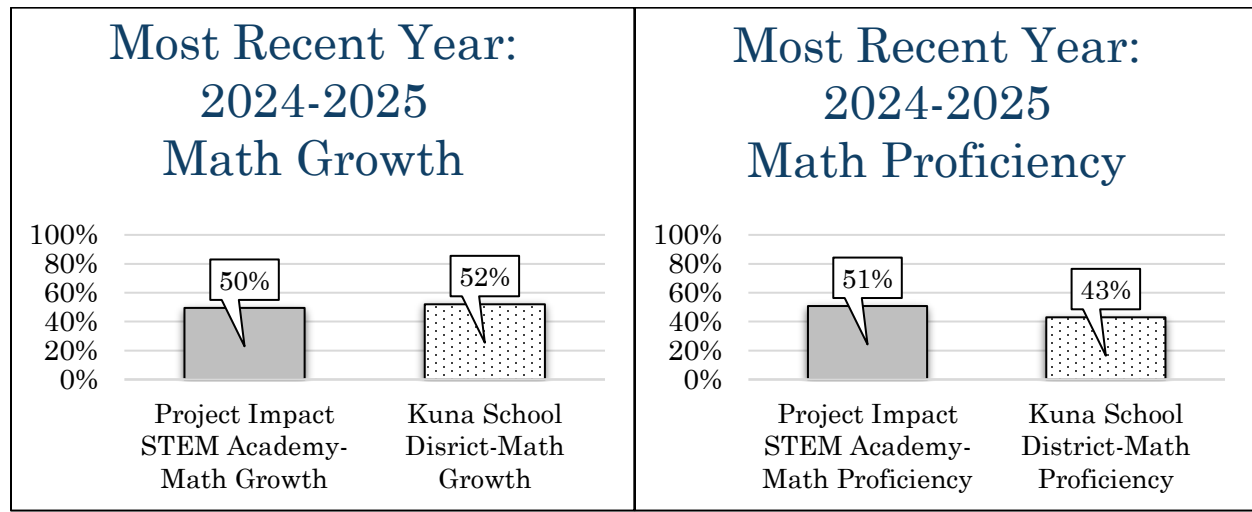 Most Recent Year:
2024-2025
Math Growth
100%
80%
60%
40%
20%
0%
50%
52%
Project Impact
STEM Academy-
Math Growth
Kuna School
Disrict-Math
Growth
Most Recent Year:
2024-2025
Math Proficiency
100%
80%
60%
40%
20%
0%
51%
43%
Project Impact
STEM Academy-
Math Proficiency
Kuna School
District-Math
Proficiency